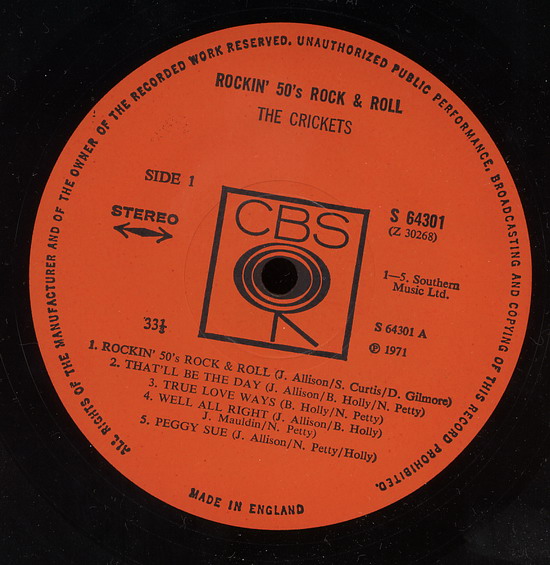 ALL RIGHTS OF THE MANUFACTURER AND OF THE OWNER OF THE RECORDED WORK RESERVED. UNAUTHORIZED PUBLIC PERFORMANCE, BROADCASTING AND COPYING OF THIS RECORD PROHIBITED.
ROCKIN' 50's ROCK & ROLL
THE CRICKETS
SIDE 1
STEREO
CBS
S 64301
(Z 30268)
1—5. Southern
Music Ltd.
33⅓
S 64301 A
Ⓟ 1971
1. ROCKIN' 50's ROCK & ROLL (J. Allison/S. Curtis/D. Gilmore)
2. THAT'LL BE THE DAY (J. Allison/B. Holly/N. Petty)
3. TRUE LOVE WAYS (B. Holly/N. Petty)
4. WELL ALL RIGHT (J. Allison/B. Holly)
J. Mauldin/N. Petty)
5. PEGGY SUE (J. Allison/N. Petty/Holly)
MADE IN ENGLAND